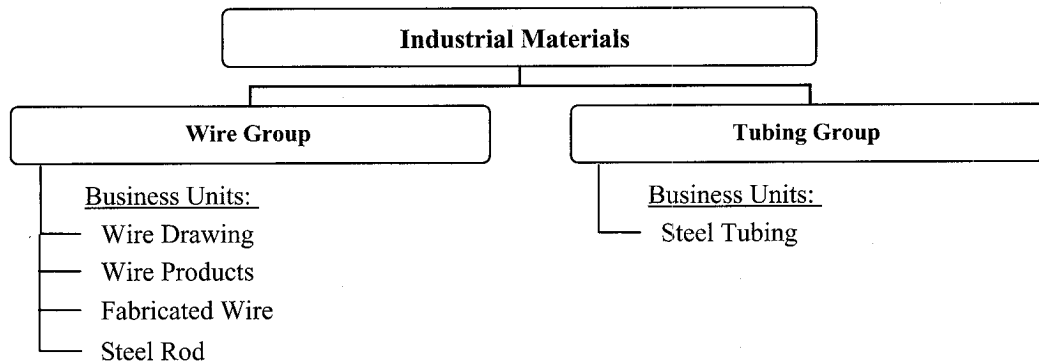 Industrial Materials
Wire Group
Business Units:
Wire Drawing
Wire Products
Fabricated Wire
Steel Rod
Tubing Group
Business Units:
Steel Tubing